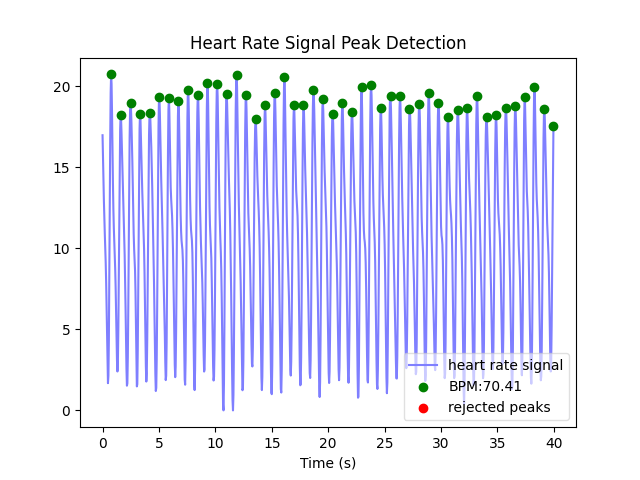 Heart Rate Signal Peak Detection
20
15
10
5
0
heart rate signal
BPM:70.41
rejected peaks
0 5 10 15 20 25 30 35 40
Time (s)